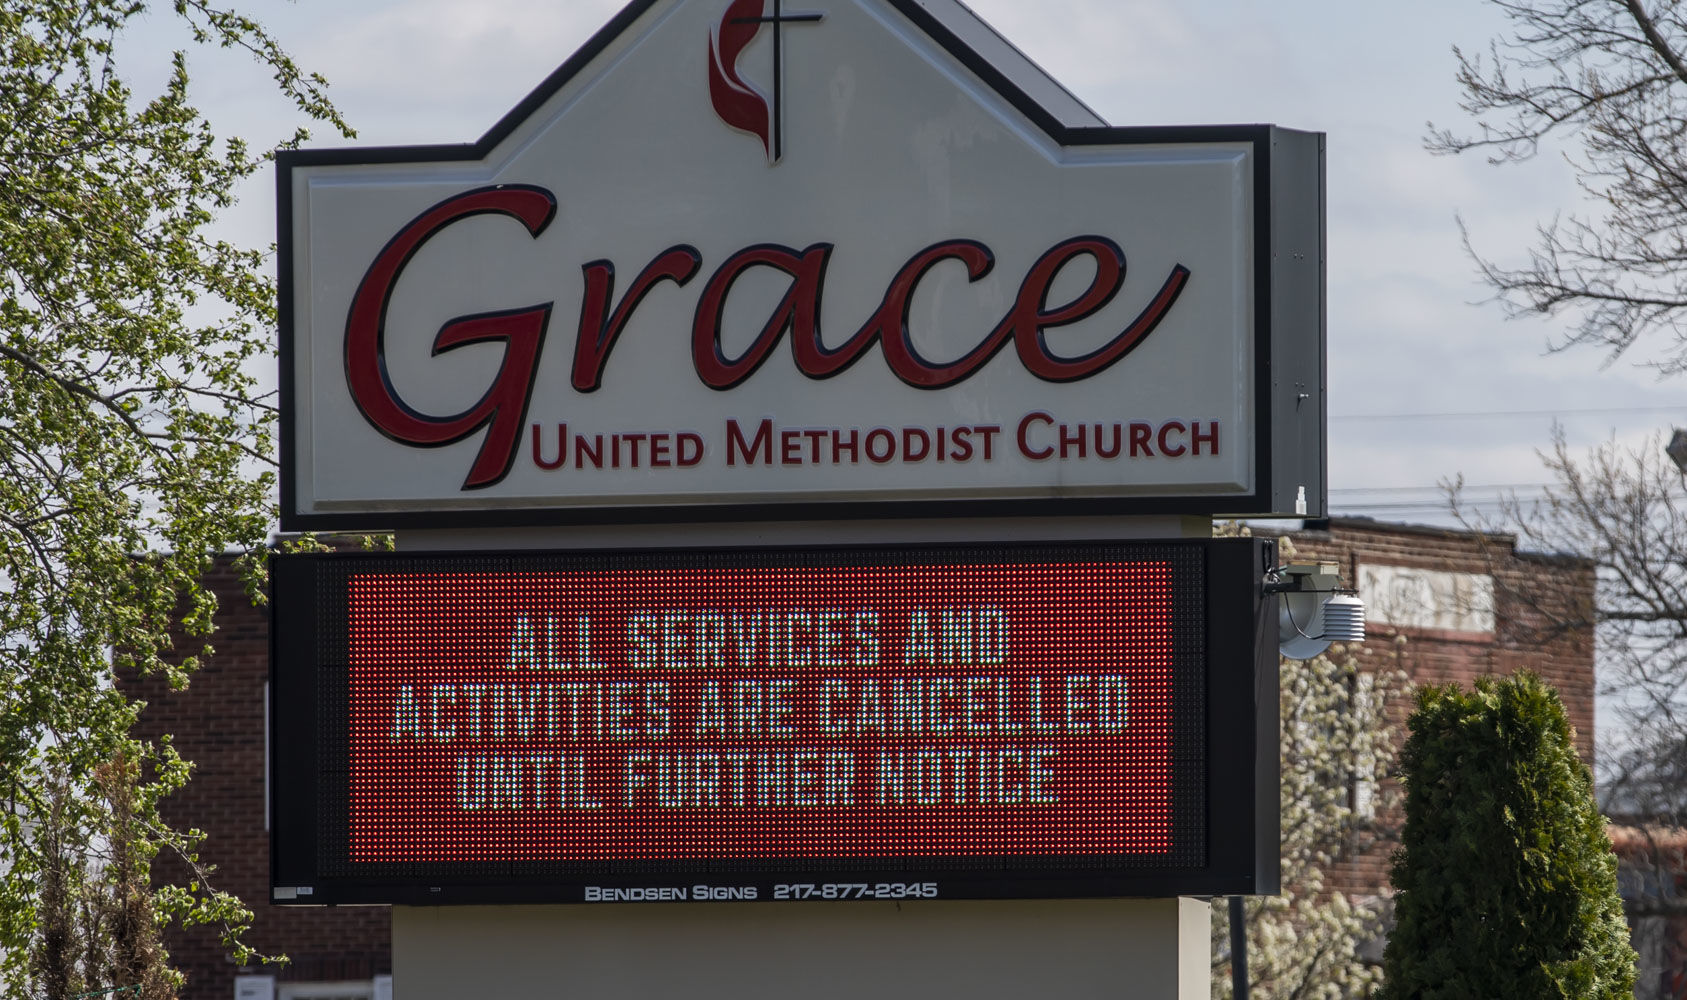 Grace
United Methodist Church
ALL SERVICES AND
ACTIVITIES ARE CANCELLED
UNTIL FURTHER NOTICE
Bendsen Signs 217-877-2345